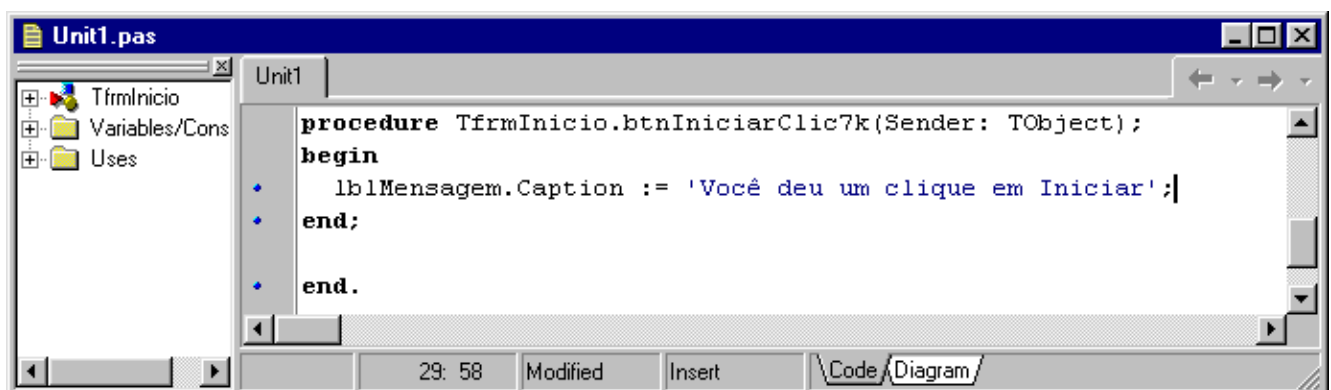 Unit1.pas
TfrmInicio
Variables/Cons
Uses
Unit1
procedure TfrmInicio.btnIniciarClic7k(Sender: TObject);
begin
lblMensagem.Caption := 'Você deu um clique em Iniciar';
end;
end.
29: 58
Modified
Insert
Code
Diagram